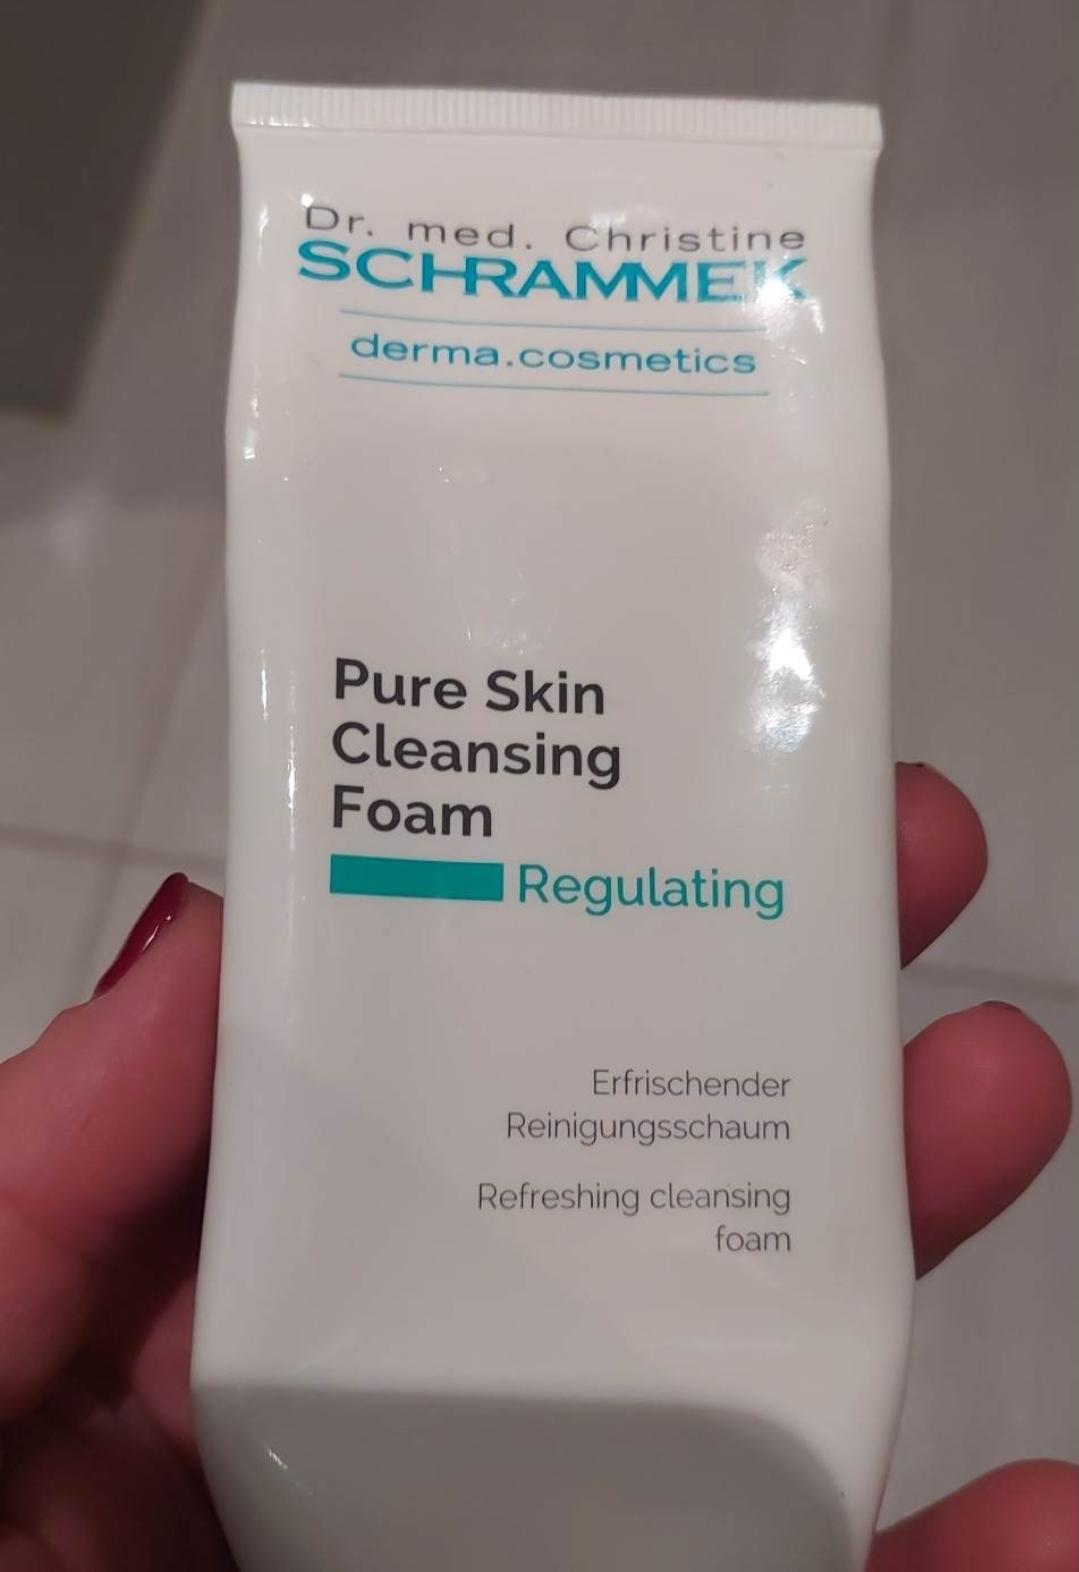 Dr. med. Christine
SCHRAMMEK
derma.cosmetics
Pure Skin
Cleansing
Foam
Regulating
Erfrischender
Reinigungsschaum
Refreshing cleansing
foam